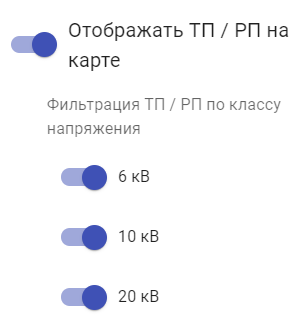 Отображать ТП / РП на
карте
Фильтрация ТП / РП по классу
напряжения
6 кВ
10 кВ
20 кВ